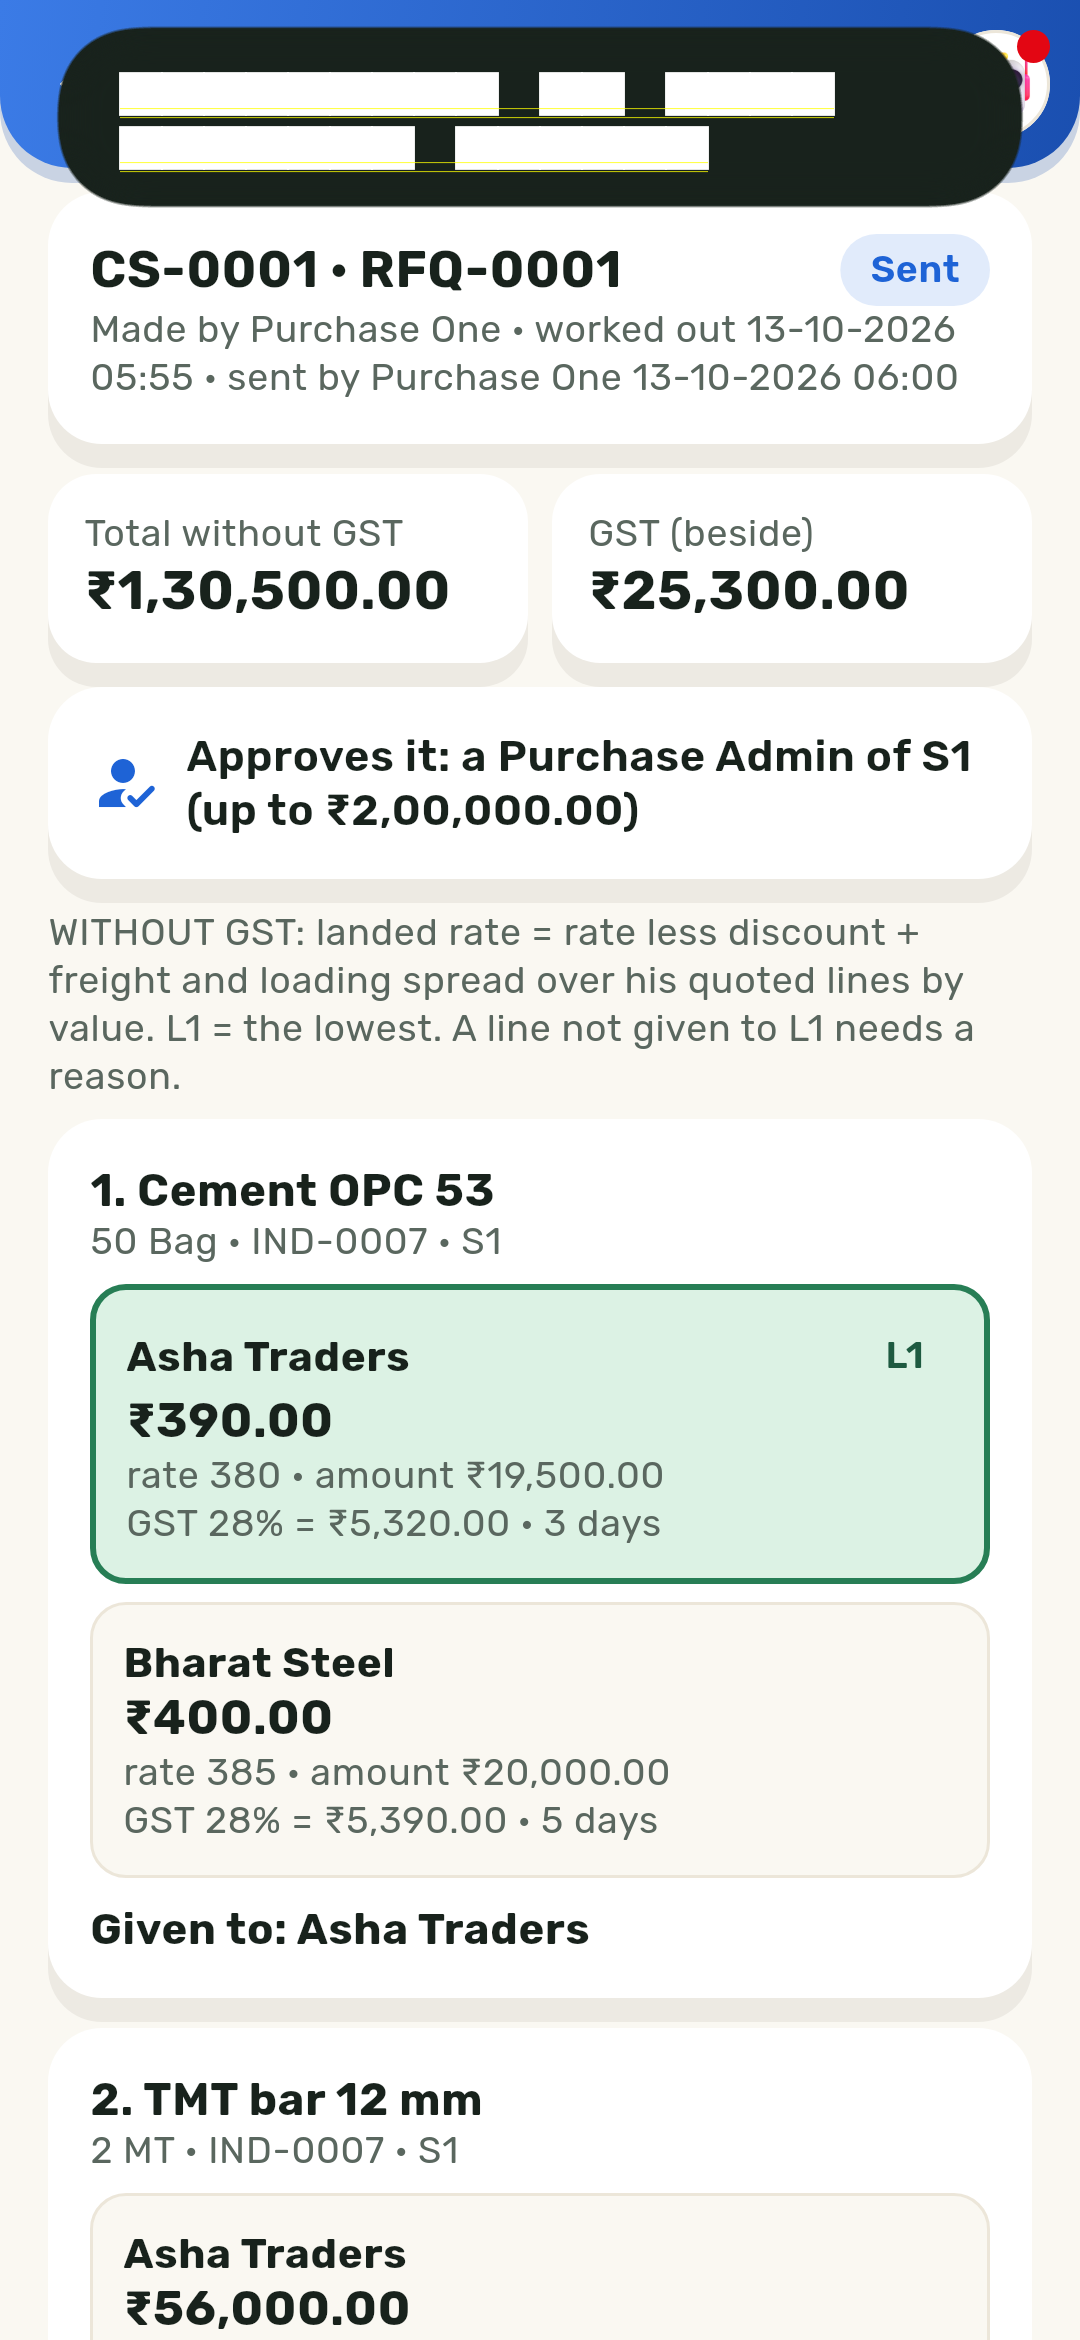 CS-0001 • RFQ-0001
Sent
Made by Purchase One • worked out 13-10-2026
05:55 • sent by Purchase One 13-10-2026 06:00
Total without GST
₹1,30,500.00
GST (beside)
₹25,300.00
Approves it: a Purchase Admin of S1
(up to ₹2,00,000.00)
WITHOUT GST: landed rate = rate less discount +
freight and loading spread over his quoted lines by
value. L1 = the lowest. A line not given to L1 needs a
reason.
1. Cement OPC 53
50 Bag • IND-0007 • S1
Asha Traders
L1
₹390.00
rate 380 • amount ₹19,500.00
GST 28% = ₹5,320.00 • 3 days
Bharat Steel
₹400.00
rate 385 • amount ₹20,000.00
GST 28% = ₹5,390.00 • 5 days
Given to: Asha Traders
2. TMT bar 12 mm
2 MT • IND-0007 • S1
Asha Traders
₹56,000.00